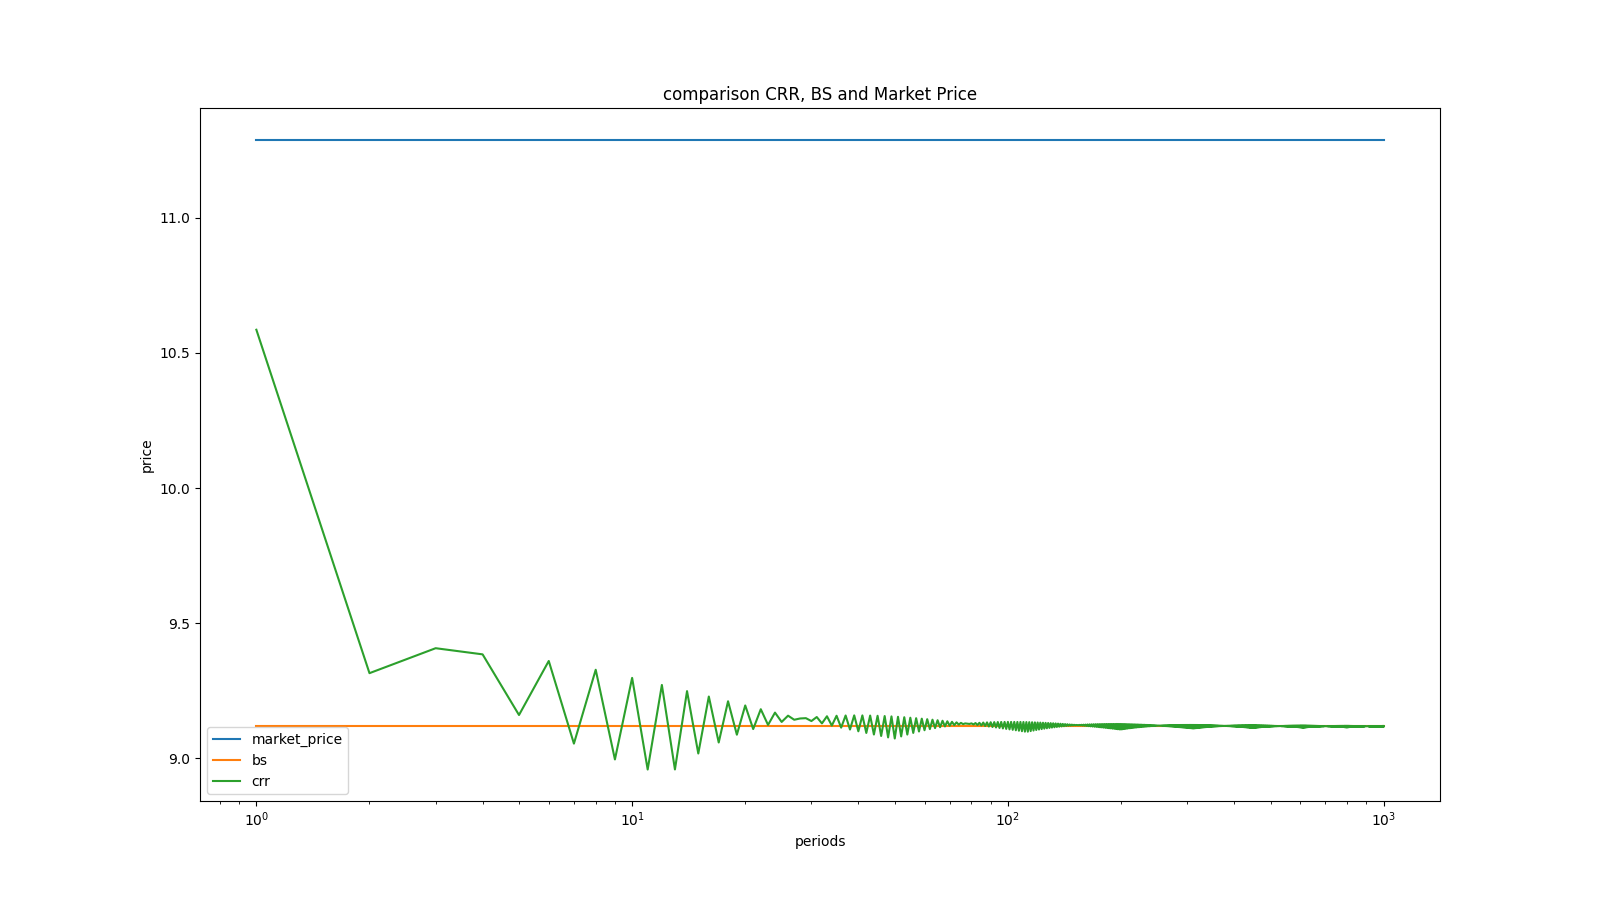 comparison CRR, BS and Market Price
price
11.0
10.5
10.0
9.5
9.0
market_price
bs
crr
10⁰ 10¹ 10² 10³
periods